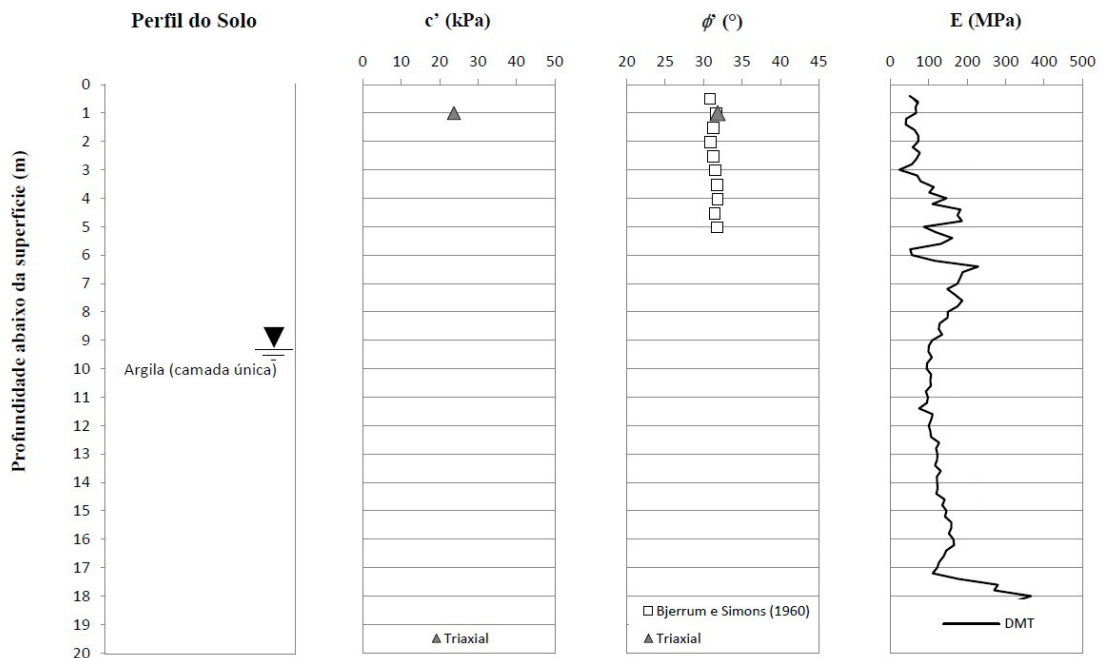 Perfil do Solo
c' (kPa)
ϕ' (°)
E (MPa)
0 10 20 30 40 50
20 25 30 35 40 45
0 100 200 300 400 500
Profundidade abaixo da superfície (m)
0
1
2
3
4
5
6
7
8
9
10
11
12
13
14
15
16
17
18
19
20
Argila (camada única)
Triaxial
Bjerrum e Simons (1960)
Triaxial
DMT